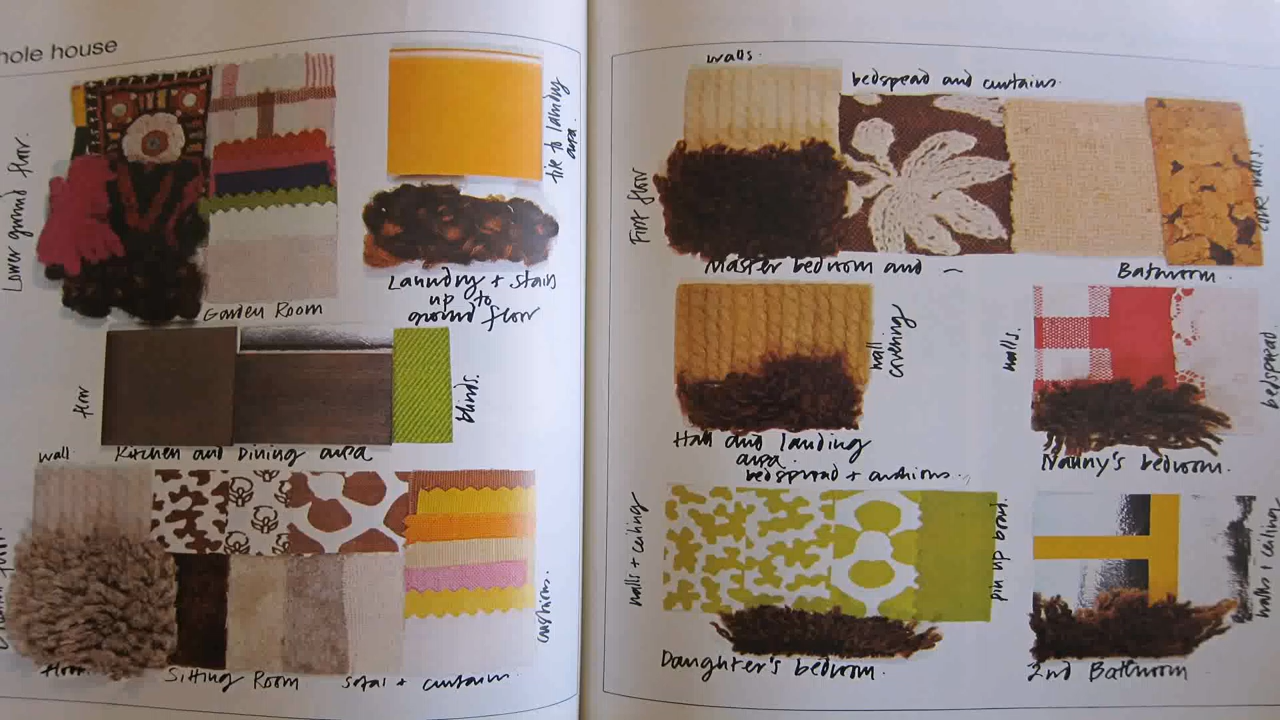 hole house
Lower ground floor.
Garden Room
tile to laundry
area.
Laundry + stairs
up to
ground floor
floor
blinds.
Kitchen and Dining area
wall
floor.
Sitting Room
sofas + curtains.
cushions.
walls.
bedspread and curtains.
First floor
Master bedroom and
cork walls.
Bathroom.
wall
covering
Hall and landing
area.
walls.
bedspread
Nanny's bedroom.
bedspread + cushions.
walls + ceiling
pin up board.
Daughter's bedroom.
walls + ceiling
2nd Bathroom